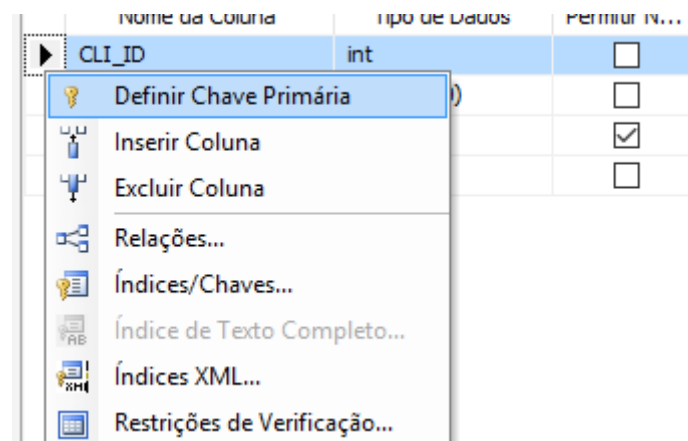 Nome da Coluna Tipo de Dados Permitir N...
CLI_ID int
Definir Chave Primária )
Inserir Coluna
Excluir Coluna
Relações...
Índices/Chaves...
Índice de Texto Completo...
Índices XML...
Restrições de Verificação...